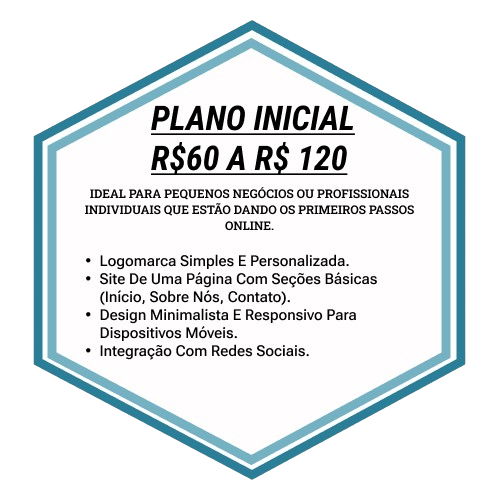 PLANO INICIAL
R$60 A R$ 120
IDEAL PARA PEQUENOS NEGÓCIOS OU PROFISSIONAIS
INDIVIDUAIS QUE ESTÃO DANDO OS PRIMEIROS PASSOS
ONLINE.
• Logomarca Simples E Personalizada.
• Site De Uma Página Com Seções Básicas
(Início, Sobre Nós, Contato).
• Design Minimalista E Responsivo Para
Dispositivos Móveis.
• Integração Com Redes Sociais.